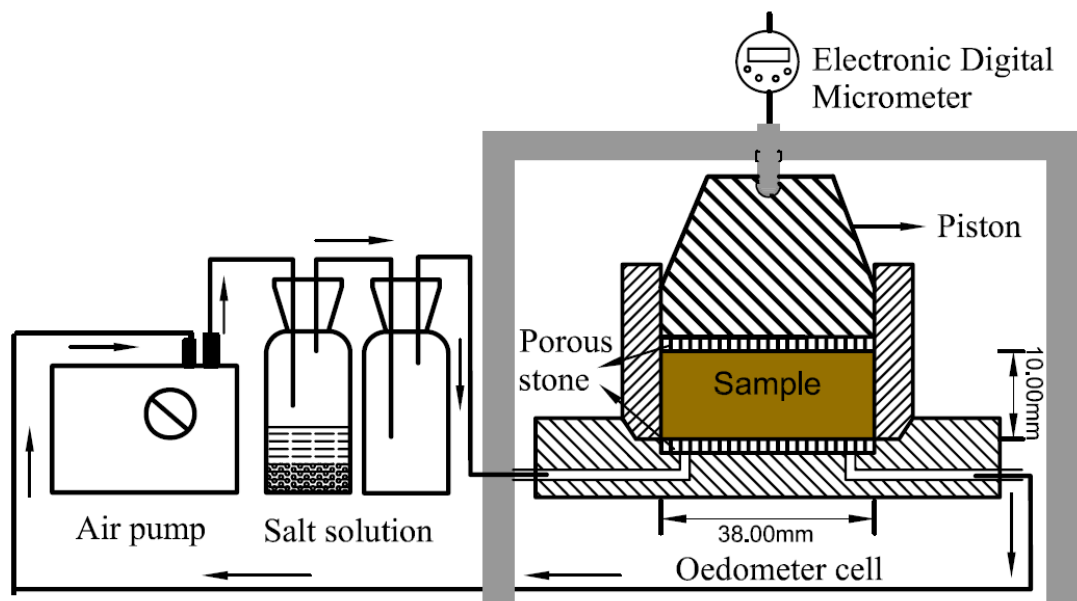 Electronic Digital
Micrometer
Piston
Porous
stone
Sample
10.00mm
38.00mm
Air pump
Salt solution
Oedometer cell